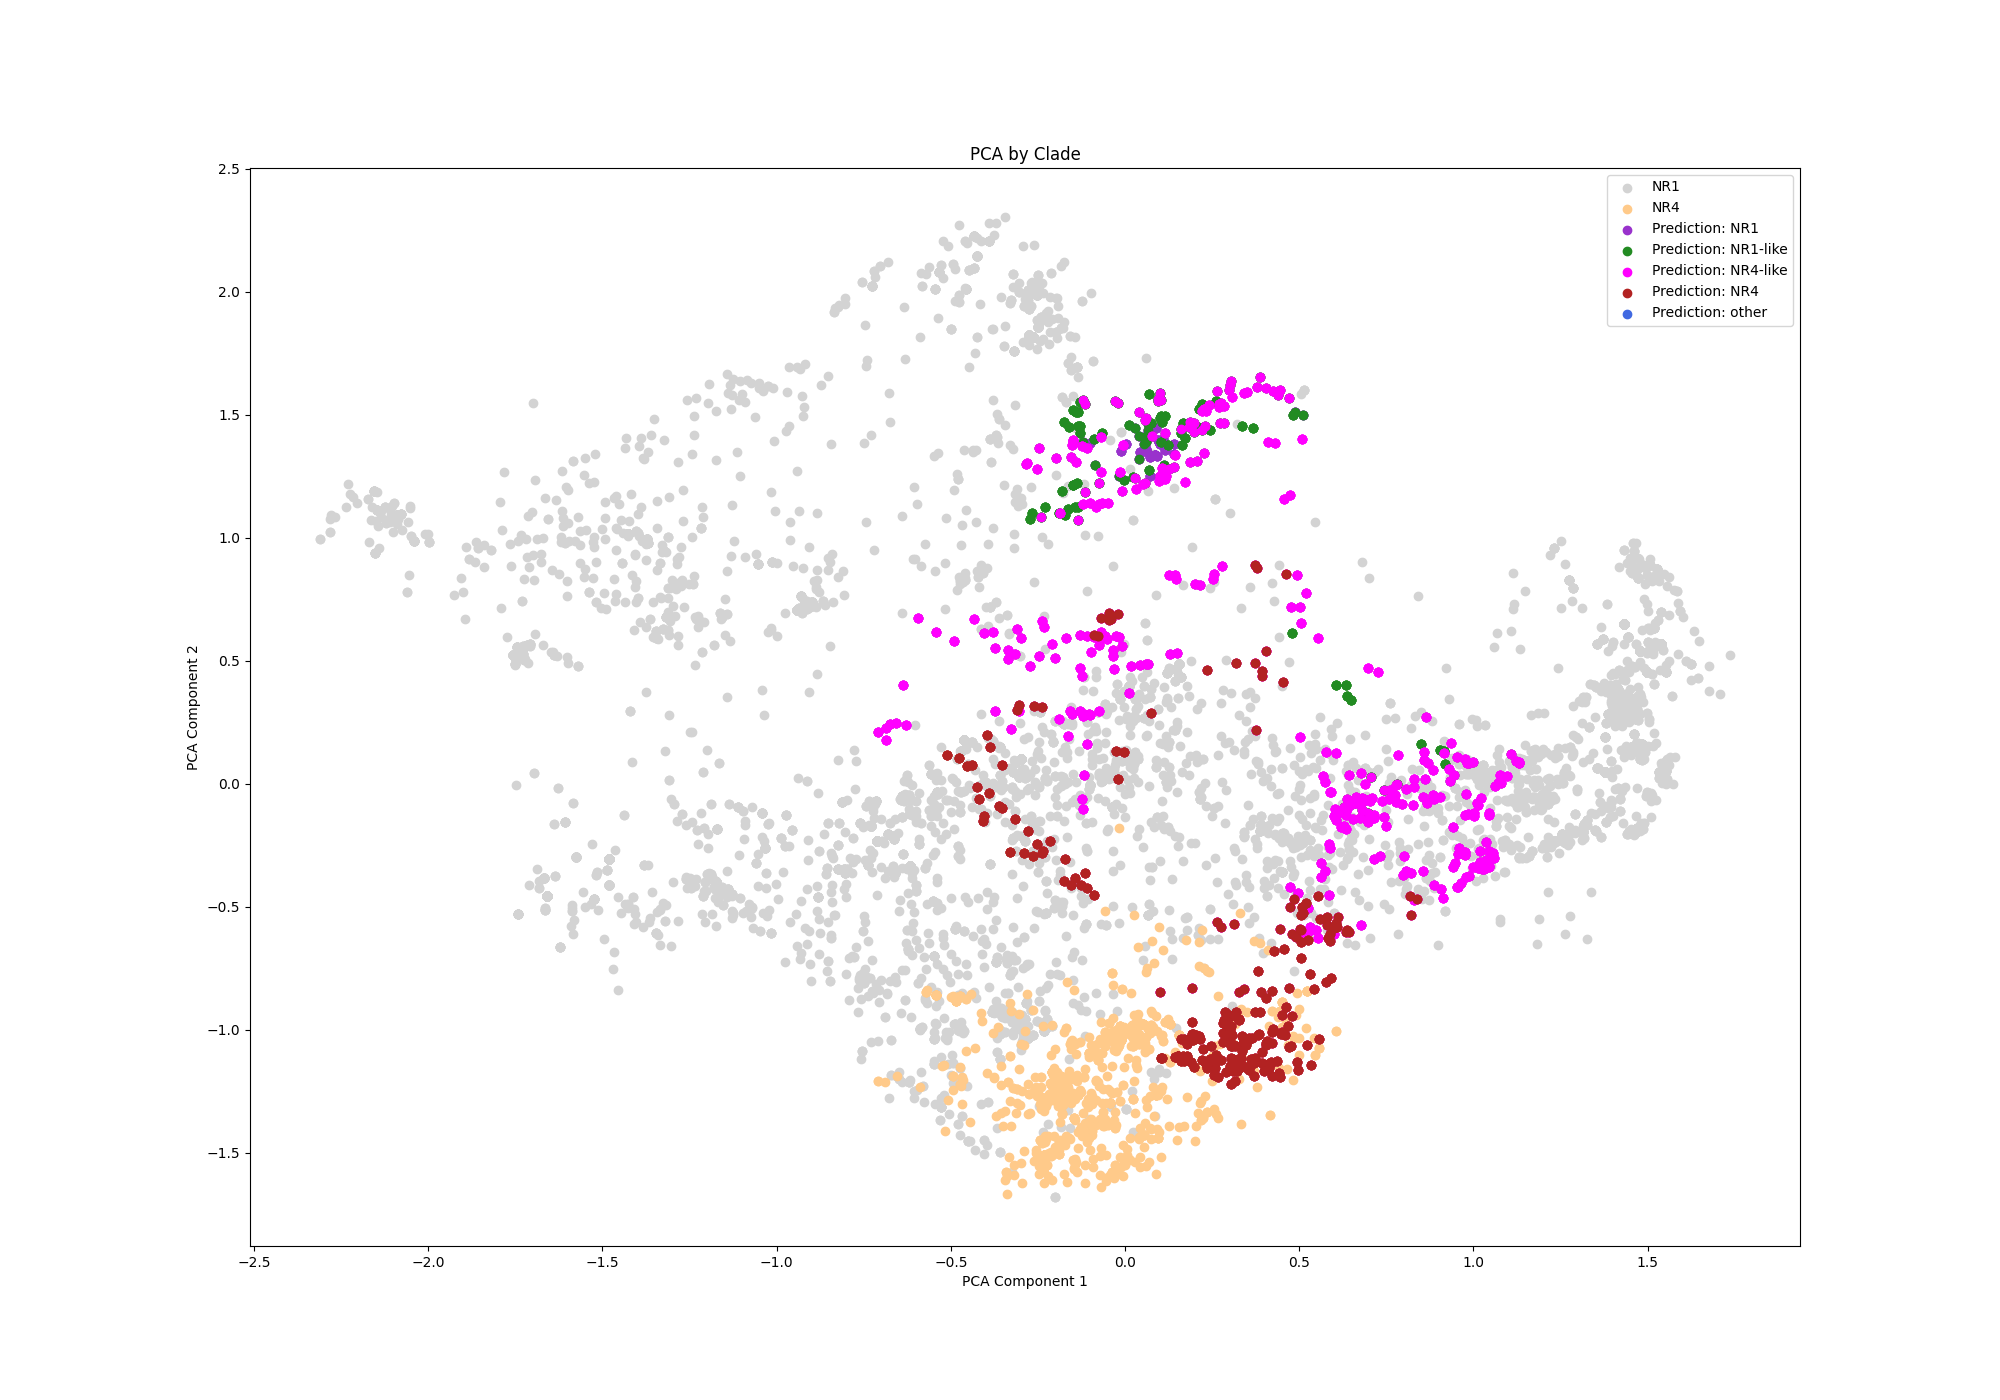 PCA by Clade
NR1
NR4
Prediction: NR1
Prediction: NR1-like
Prediction: NR4-like
Prediction: NR4
Prediction: other
PCA Component 2
2.5
2.0
1.5
1.0
0.5
0.0
−0.5
−1.0
−1.5
−2.5 −2.0 −1.5 −1.0 −0.5 0.0 0.5 1.0 1.5
PCA Component 1